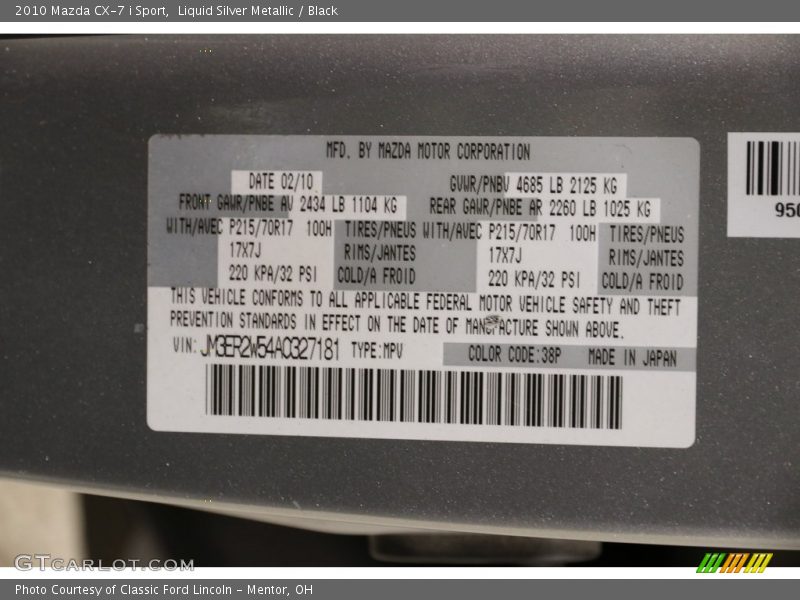 2010 Mazda CX-7 i Sport,  Liquid Silver Metallic / Black
MFD. BY MAZDA MOTOR CORPORATION
DATE 02/10 GVWR/PNBV 4685 LB 2125 KG
FRONT GAWR/PNBE AV 2434 LB 1104 KG REAR GAWR/PNBE AR 2260 LB 1025 KG
WITH/AVEC P215/70R17 100H TIRES/PNEUS WITH/AVEC P215/70R17 100H TIRES/PNEUS
17X7J RIMS/JANTES 17X7J RIMS/JANTES
220 KPA/32 PSI COLD/A FROID 220 KPA/32 PSI COLD/A FROID
THIS VEHICLE CONFORMS TO ALL APPLICABLE FEDERAL MOTOR VEHICLE SAFETY AND THEFT
PREVENTION STANDARDS IN EFFECT ON THE DATE OF MANUFACTURE SHOWN ABOVE.
VIN: JM3ER2W54A0327181 TYPE:MPV COLOR CODE:38P MADE IN JAPAN
950
GTCARLOT.COM
Photo Courtesy of Classic Ford Lincoln - Mentor, OH